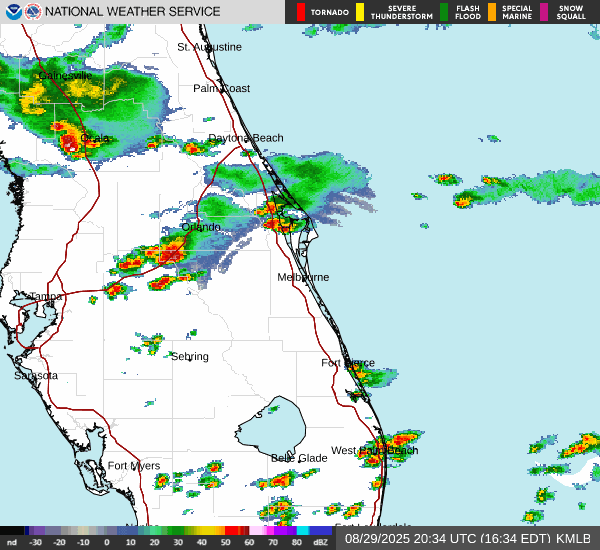 NATIONAL WEATHER SERVICE
TORNADO
SEVERE THUNDERSTORM
FLASH FLOOD
SPECIAL MARINE
SNOW SQUALL
St. Augustine
Gainesville
Palm Coast
Ocala
Daytona Beach
Orlando
Melbourne
Tampa
Sebring
Fort Pierce
Sarasota
West Palm Beach
Belle Glade
Fort Myers
nd -30 -20 -10 0 10 20 30 40 50 60 70 80 dBZ
08/29/2025 20:34 UTC (16:34 EDT) KMLB